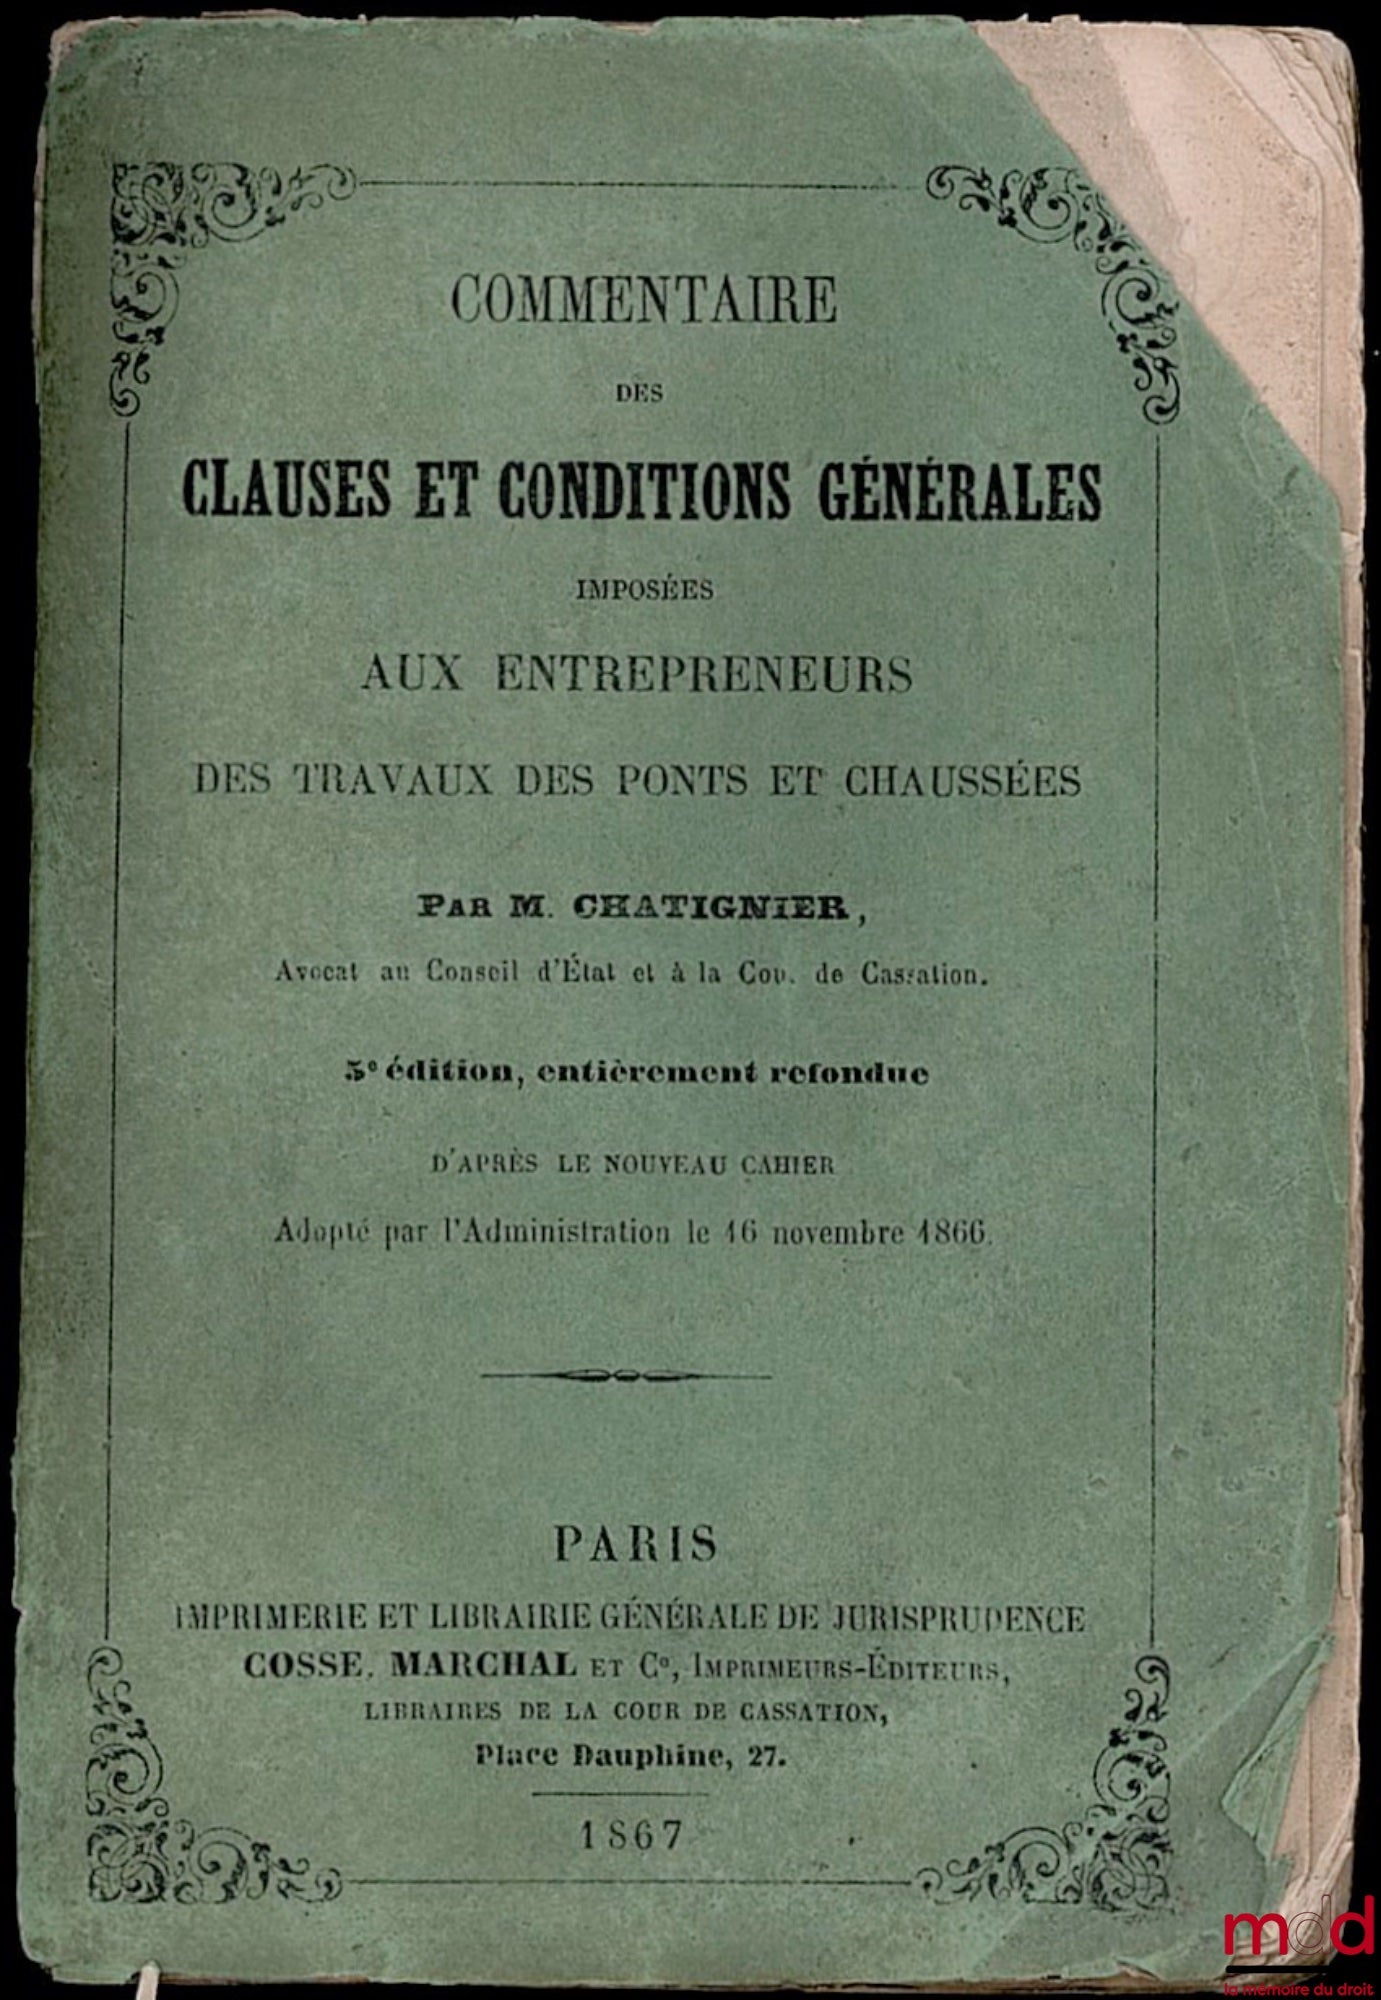 COMMENTAIRE
DES
CLAUSES ET CONDITIONS GÉNÉRALES
IMPOSÉES
AUX ENTREPRENEURS
DES TRAVAUX DES PONTS ET CHAUSSÉES
PAR M. CHATIGNIER,
Avocat au Conseil d'État et à la Cou. de Cassation.
5e édition, entièrement refondue
D'APRÈS LE NOUVEAU CAHIER
Adopté par l'Administration le 16 novembre 1866.
PARIS
IMPRIMERIE ET LIBRAIRIE GÉNÉRALE DE JURISPRUDENCE
COSSE, MARCHAL ET Ce, IMPRIMEURS-ÉDITEURS,
LIBRAIRES DE LA COUR DE CASSATION,
Place Dauphine, 27.
1867
mdd
la mémoire du droit